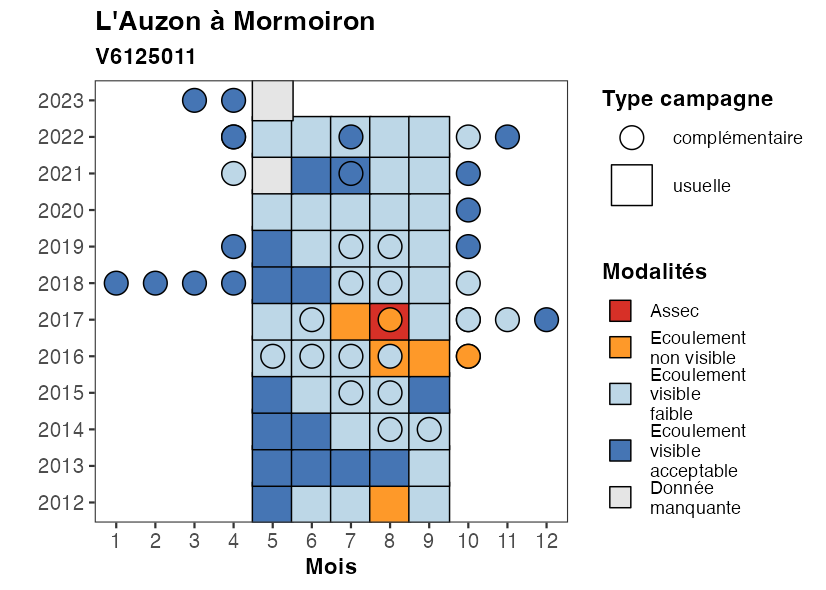 L'Auzon à Mormoiron
V6125011
2023
2022
2021
2020
2019
2018
2017
2016
2015
2014
2013
2012
1 2 3 4 5 6 7 8 9 10 11 12
Mois
Type campagne
complémentaire
usuelle
Modalités
Assec
Ecoulement
non visible
Ecoulement
visible
faible
Ecoulement
visible
acceptable
Donnée
manquante